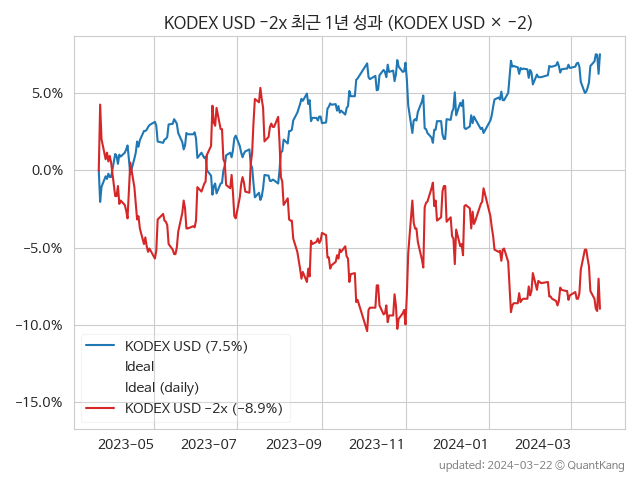 KODEX USD −2x 최근 1년 성과 (KODEX USD × −2)
5.0%
0.0%
−5.0%
−10.0%
−15.0%
KODEX USD (7.5%)
Ideal
Ideal (daily)
KODEX USD −2x (−8.9%)
2023−05
2023−07
2023−09
2023−11
2024−01
2024−03
updated: 2024−03−22 © QuantKang